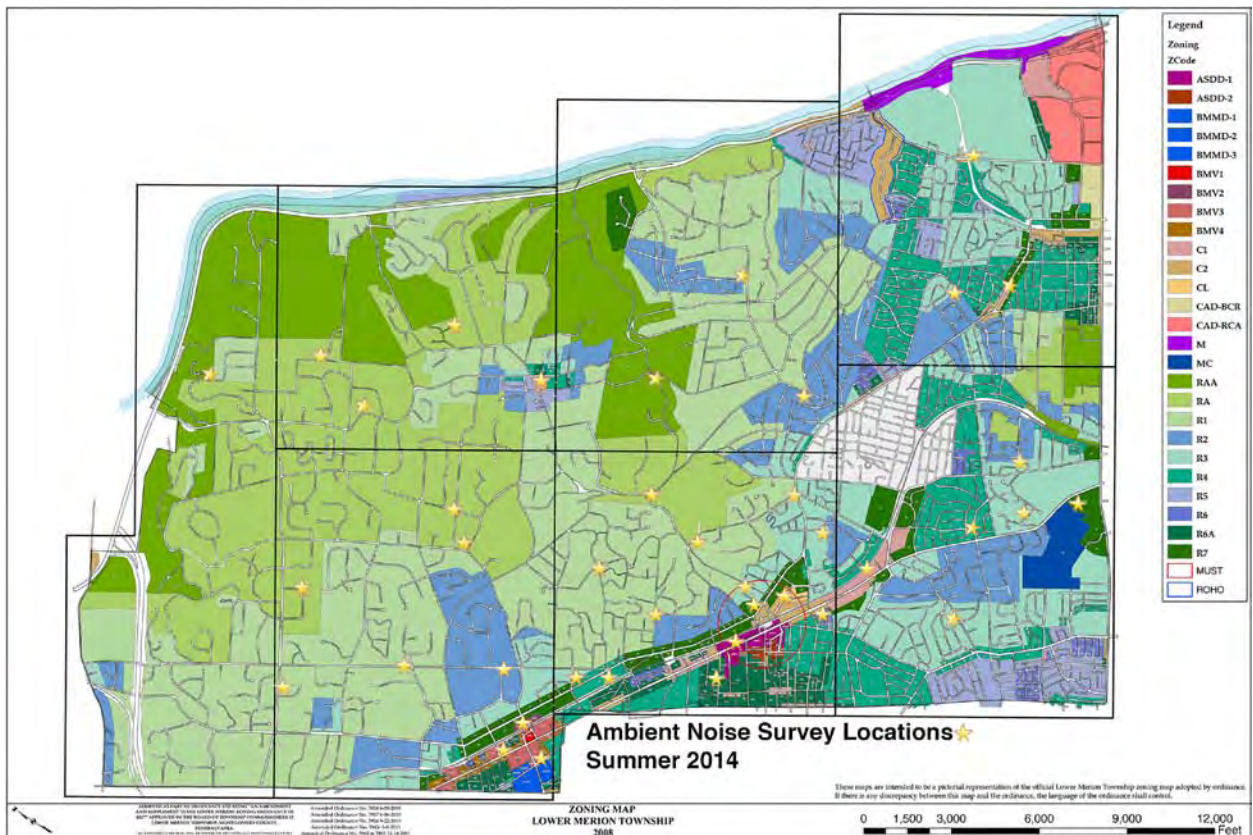 Legend
Zoning
ZCode
ASDD-1
ASDD-2
BMMD-1
BMMD-2
BMMD-3
BMV1
BMV2
BMV3
BMV4
C1
C2
CL
CAD-BCR
CAD-RCA
M
MC
RAA
RA
R1
R2
R3
R4
R5
R6
R6A
R7
MUST
ROHO
Ambient Noise Survey Locations
Summer 2014
These maps are intended to be a pictorial representation of the official Lower Merion Township zoning map adopted by ordinance.
If there is any discrepancy between this map and the ordinance, the language of the ordinance shall control.
ZONING MAP
LOWER MERION TOWNSHIP
2008
0 1,500 3,000 6,000 9,000 12,000
Feet